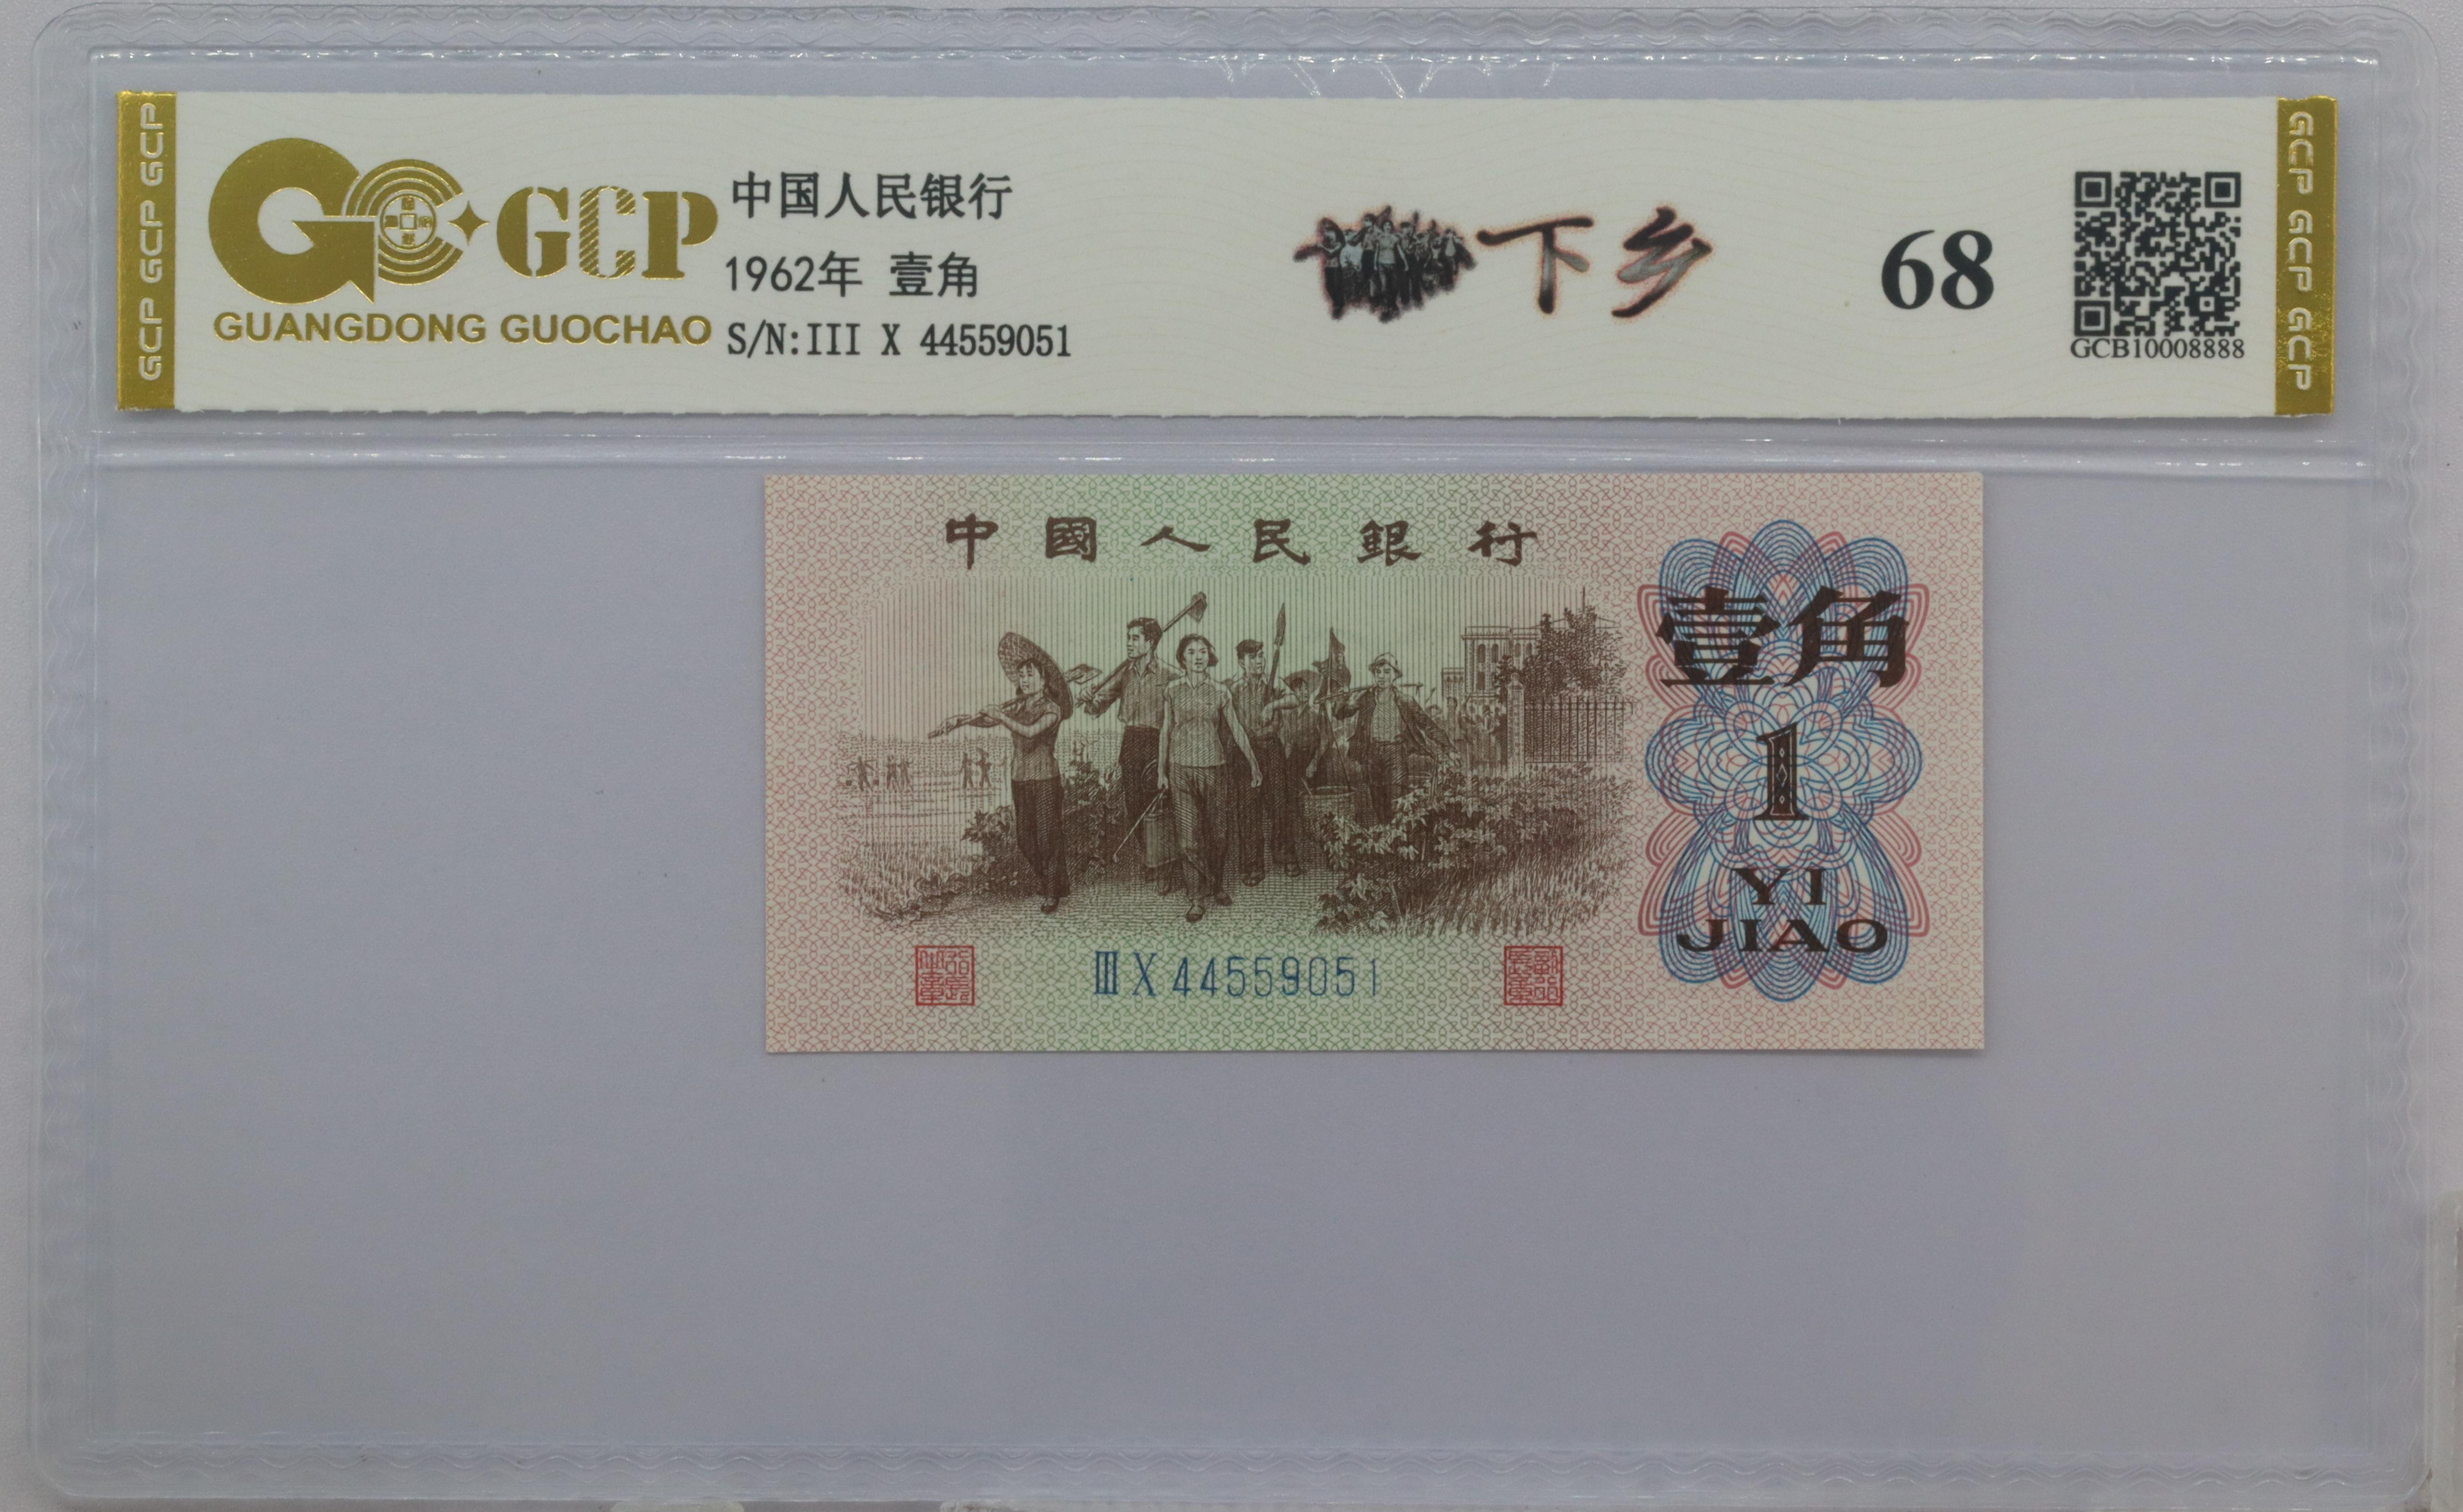 GCP GCP GCP
GCP
GUANGDONG GUOCHAO
中国人民银行
1962年 壹角
S/N:III X 44559051
下乡
68
GCB10008888
GCP GCP GCP
中國人民銀行
壹角
1
YI
JIAO
III X 44559051